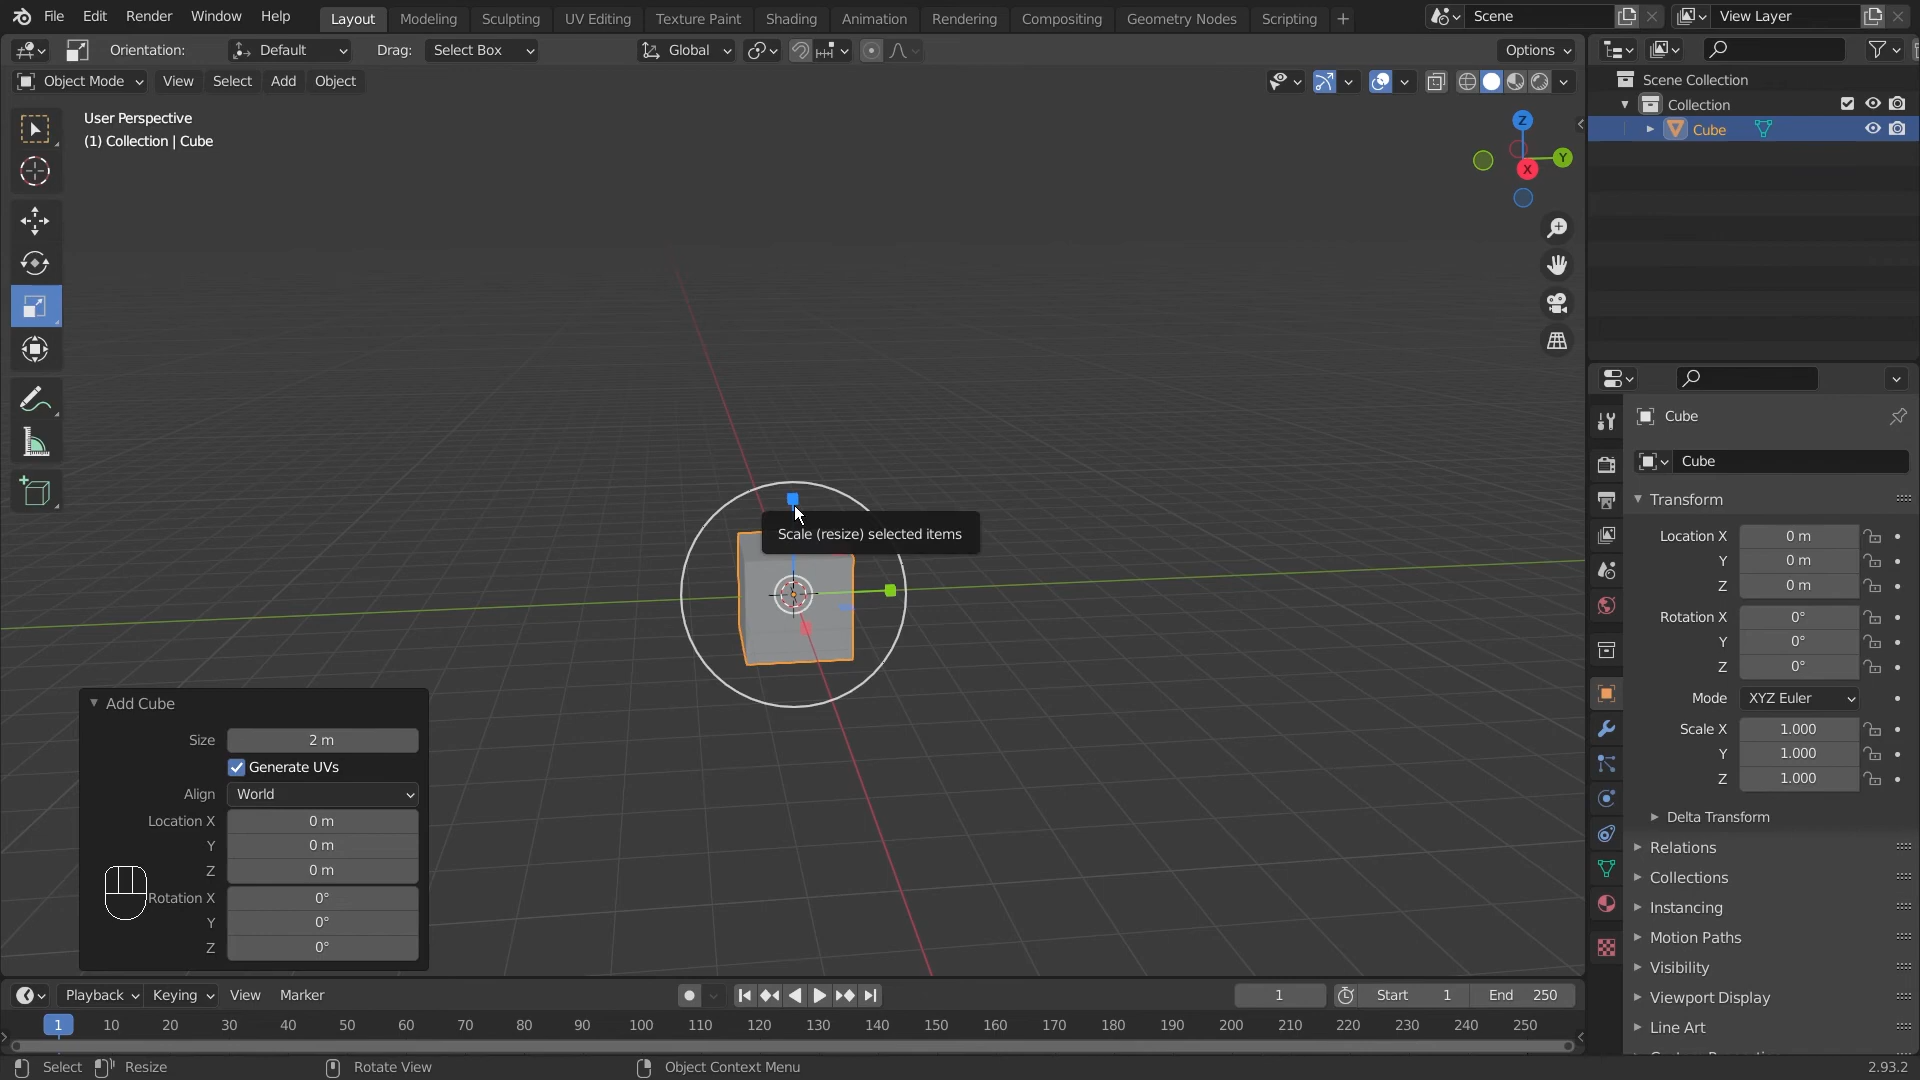 File Edit Render Window Help Layout Modeling Sculpting UV Editing Texture Paint Shading Animation Rendering Compositing Geometry Nodes Scripting + Scene View Layer
Orientation: Default Drag: Select Box Global Options
Object Mode View Select Add Object
User Perspective
(1) Collection | Cube
Z
Y
X
Scale (resize) selected items
Scene Collection
Collection
Cube
Cube
Cube
Transform
Location X 0 m
Y 0 m
Z 0 m
Rotation X 0°
Y 0°
Z 0°
Mode XYZ Euler
Scale X 1.000
Y 1.000
Z 1.000
Delta Transform
Relations
Collections
Instancing
Motion Paths
Visibility
Viewport Display
Line Art
Add Cube
Size 2 m
Generate UVs
Align World
Location X 0 m
Y 0 m
Z 0 m
Rotation X 0°
Y 0°
Z 0°
Playback Keying View Marker 1 Start 1 End 250
1 10 20 30 40 50 60 70 80 90 100 110 120 130 140 150 160 170 180 190 200 210 220 230 240 250
Select Resize Rotate View Object Context Menu 2.93.2